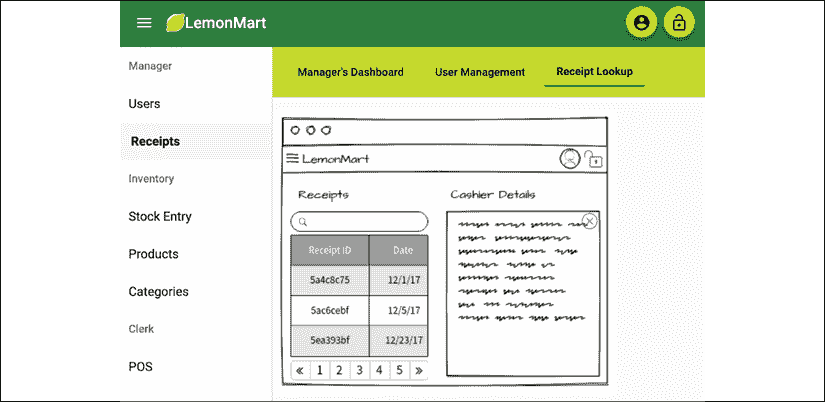 LemonMart
Manager
Users
Receipts
Inventory
Stock Entry
Products
Categories
Clerk
POS
Manager's Dashboard User Management Receipt Lookup
LemonMart
Receipts
Receipt ID Date
5a4c8c75 12/1/17
5ac6cebf 12/5/17
5ea393bf 12/23/17
« 1 2 3 4 5 »
Cashier Details